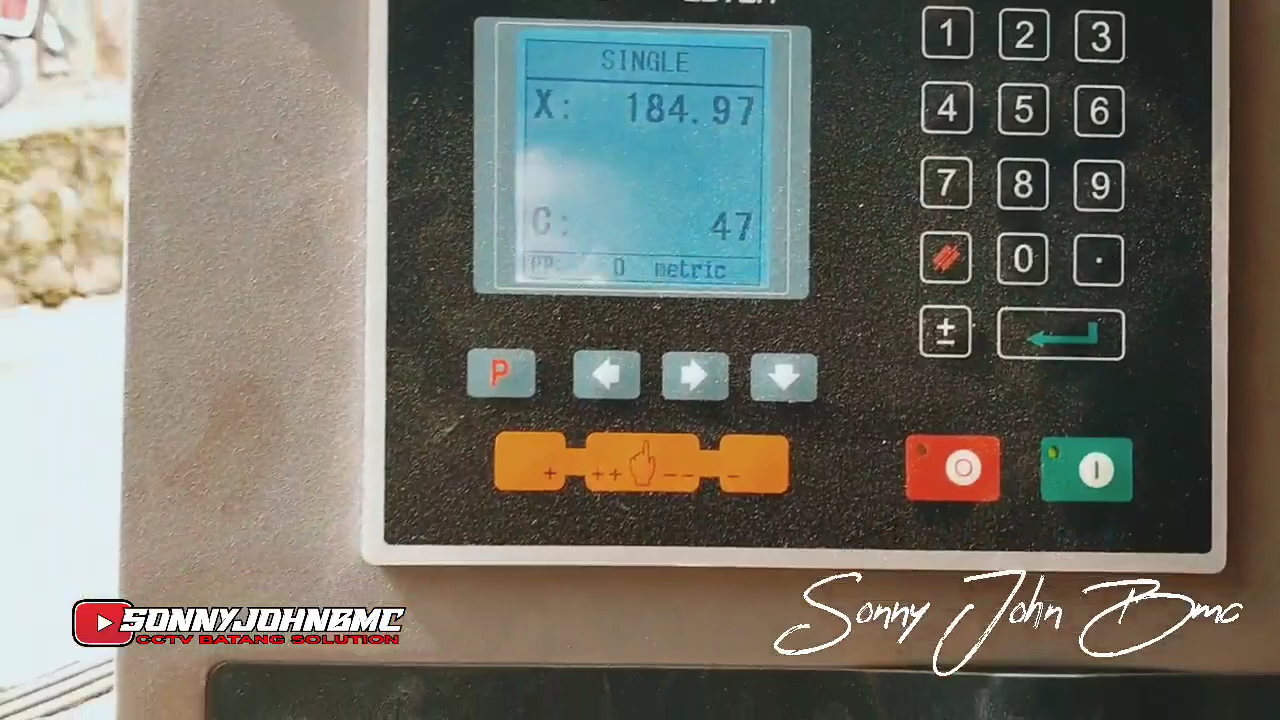 SINGLE
X: 184.97
C: 47
PP: 0 metric
1 2 3
4 5 6
7 8 9
0 .
±
P
+ ++ -- -
SONNYJOHNBMC
CCTV BATANG SOLUTION
Sonny John Bmc